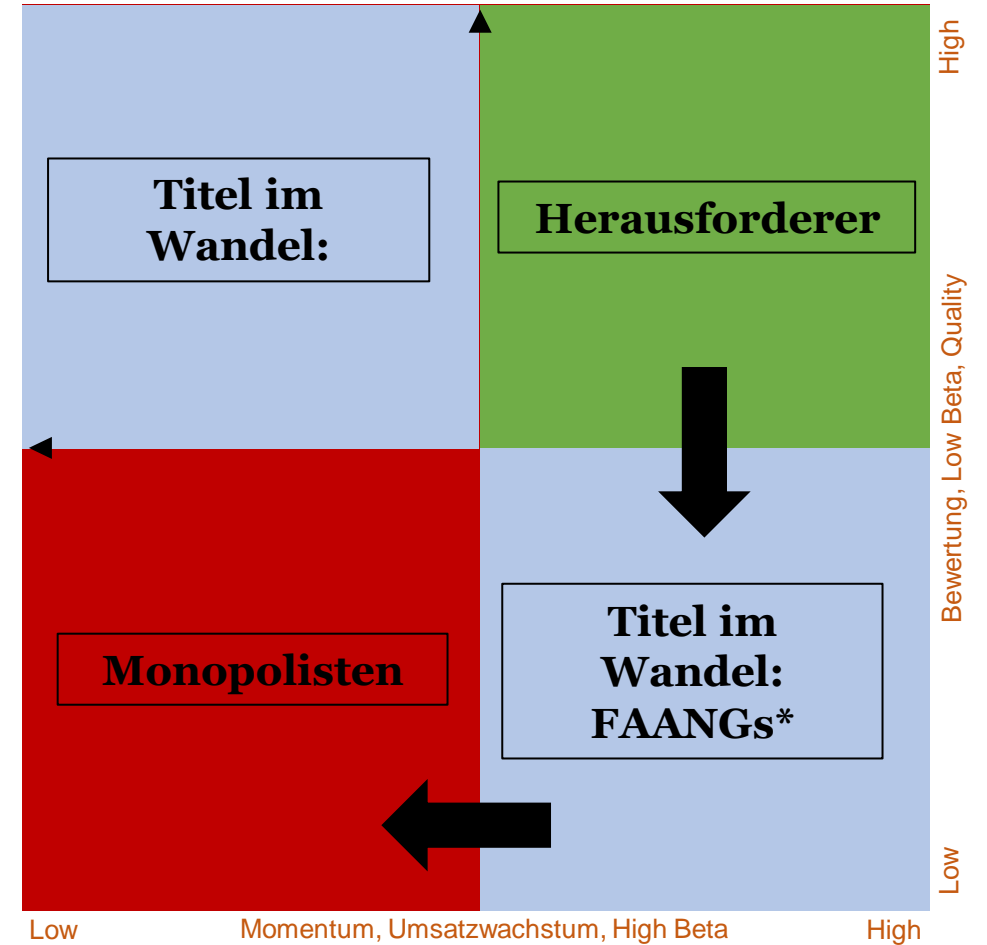 High
Titel im
Wandel:
Herausforderer
Bewertung, Low Beta, Quality
Monopolisten
Titel im
Wandel:
FAANGs*
Low
Low
Momentum, Umsatzwachstum, High Beta
High